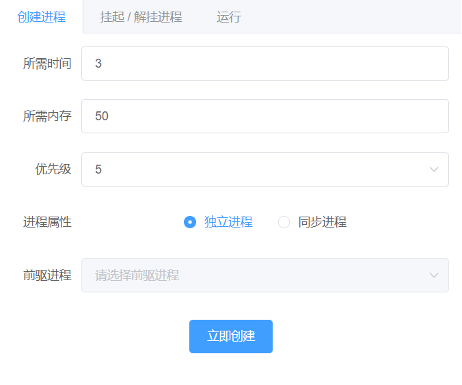 创建进程 挂起 / 解挂进程 运行
所需时间 3
所需内存 50
优先级 5
进程属性 独立进程 同步进程
前驱进程 请选择前驱进程
立即创建